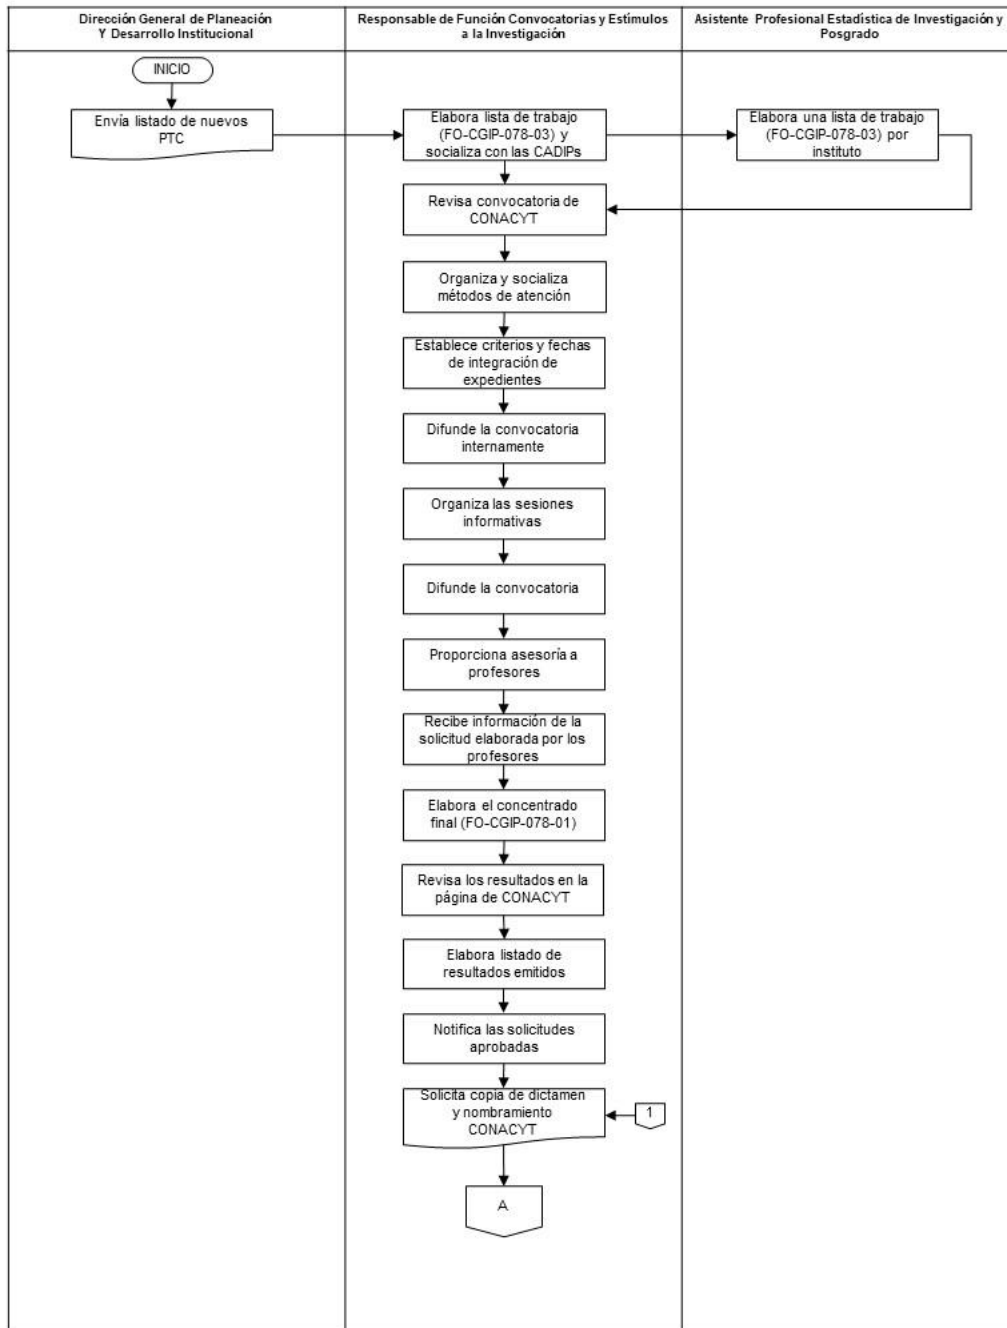 Dirección General de Planeación
Y Desarrollo Institucional
Responsable de Función Convocatorias y Estímulos
a la Investigación
Asistente Profesional Estadística de Investigación y
Posgrado
INICIO
Envía listado de nuevos
PTC
Elabora lista de trabajo
(FO-CGIP-078-03) y
socializa con las CADIPs
Elabora una lista de trabajo
(FO-CGIP-078-03) por
instituto
Revisa convocatoria de
CONACYT
Organiza y socializa
métodos de atención
Establece criterios y fechas
de integración de
expedientes
Difunde la convocatoria
internamente
Organiza las sesiones
informativas
Difunde la convocatoria
Proporciona asesoría a
profesores
Recibe información de la
solicitud elaborada por los
profesores
Elabora el concentrado
final (FO-CGIP-078-01)
Revisa los resultados en la
página de CONACYT
Elabora listado de
resultados emitidos
Notifica las solicitudes
aprobadas
Solicita copia de dictamen
y nombramiento
CONACYT
1
A